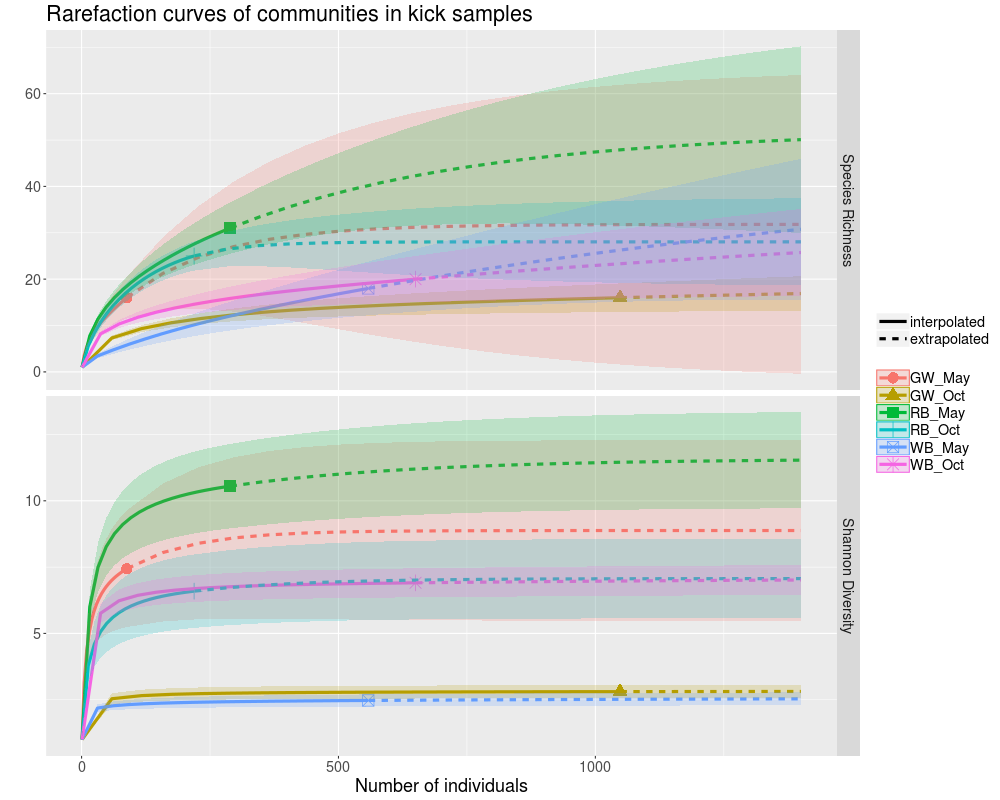 Rarefaction curves of communities in kick samples
60
40
20
0
Species Richness
10
5
Shannon Diversity
0 500 1000
Number of individuals
interpolated
extrapolated
GW_May
GW_Oct
RB_May
RB_Oct
WB_May
WB_Oct